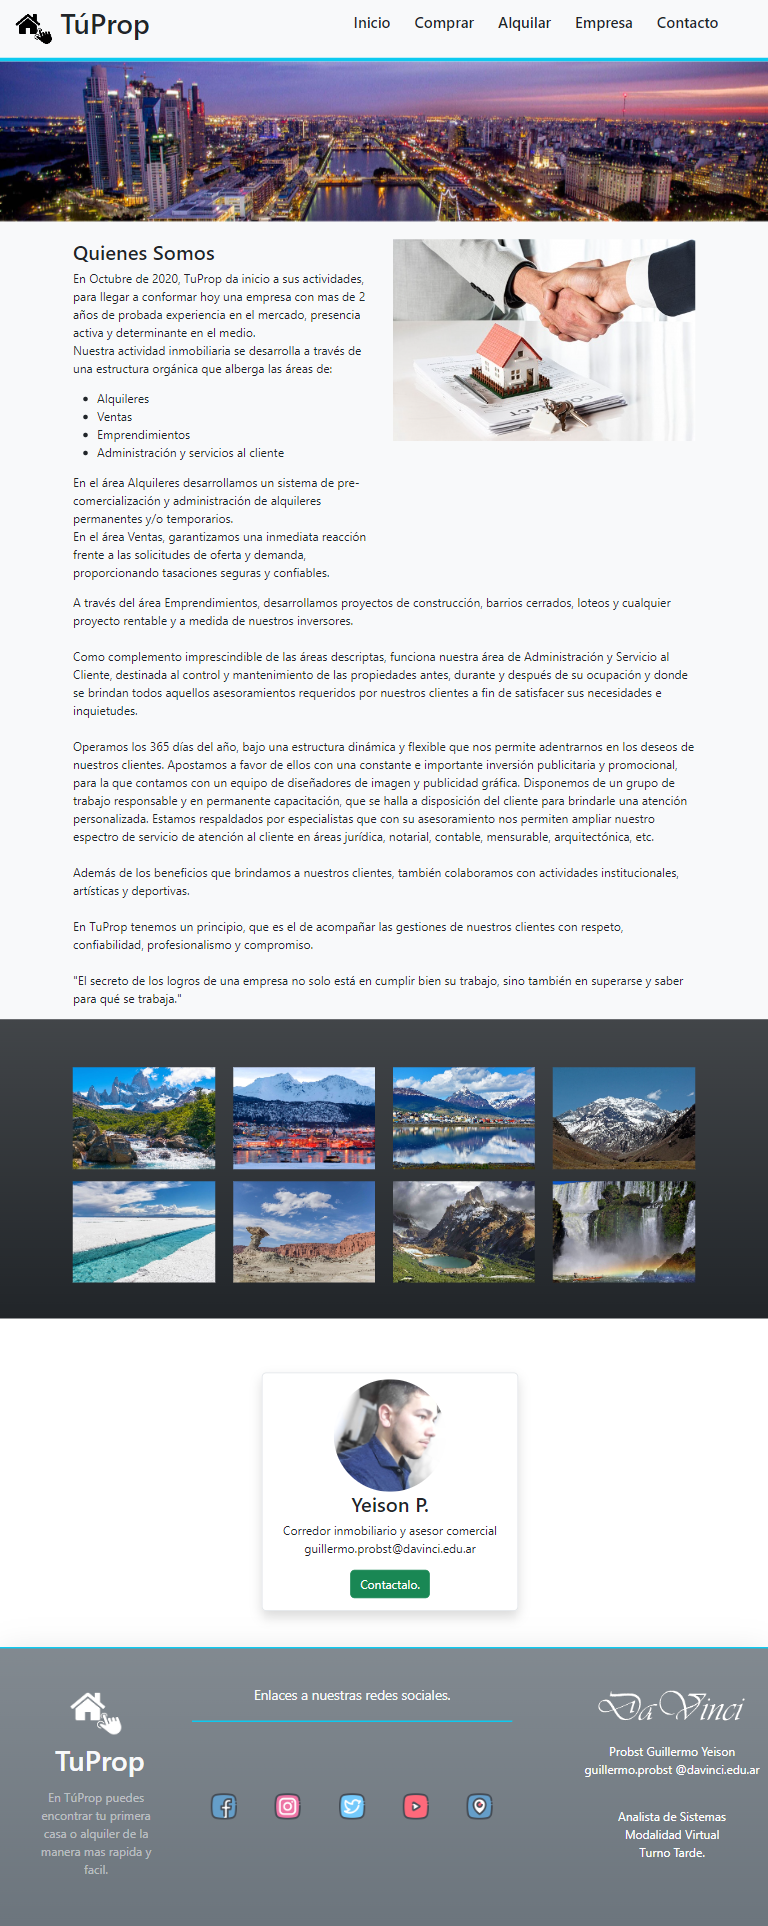 TúProp
Inicio Comprar Alquilar Empresa Contacto
Quienes Somos
En Octubre de 2020, TuProp da inicio a sus actividades,
para llegar a conformar hoy una empresa con mas de 2
años de probada experiencia en el mercado, presencia
activa y determinante en el medio.
Nuestra actividad inmobiliaria se desarrolla a través de
una estructura orgánica que alberga las áreas de:
• Alquileres
• Ventas
• Emprendimientos
• Administración y servicios al cliente
En el área Alquileres desarrollamos un sistema de pre-
comercialización y administración de alquileres
permanentes y/o temporarios.
En el área Ventas, garantizamos una inmediata reacción
frente a las solicitudes de oferta y demanda,
proporcionando tasaciones seguras y confiables.
CONTRACT
A través del área Emprendimientos, desarrollamos proyectos de construcción, barrios cerrados, loteos y cualquier
proyecto rentable y a medida de nuestros inversores.
Como complemento imprescindible de las áreas descriptas, funciona nuestra área de Administración y Servicio al
Cliente, destinada al control y mantenimiento de las propiedades antes, durante y después de su ocupación y donde
se brindan todos aquellos asesoramientos requeridos por nuestros clientes a fin de satisfacer sus necesidades e
inquietudes.
Operamos los 365 días del año, bajo una estructura dinámica y flexible que nos permite adentrarnos en los deseos de
nuestros clientes. Apostamos a favor de ellos con una constante e importante inversión publicitaria y promocional,
para la que contamos con un equipo de diseñadores de imagen y publicidad gráfica. Disponemos de un grupo de
trabajo responsable y en permanente capacitación, que se halla a disposición del cliente para brindarle una atención
personalizada. Estamos respaldados por especialistas que con su asesoramiento nos permiten ampliar nuestro
espectro de servicio de atención al cliente en áreas jurídica, notarial, contable, mensurable, arquitectónica, etc.
Además de los beneficios que brindamos a nuestros clientes, también colaboramos con actividades institucionales,
artísticas y deportivas.
En TuProp tenemos un principio, que es el de acompañar las gestiones de nuestros clientes con respeto,
confiabilidad, profesionalismo y compromiso.
"El secreto de los logros de una empresa no solo está en cumplir bien su trabajo, sino también en superarse y saber
para qué se trabaja."
Yeison P.
Corredor inmobiliario y asesor comercial
guillermo.probst@davinci.edu.ar
Contactalo.
TuProp
En TúProp puedes
encontrar tu primera
casa o alquiler de la
manera mas rapida y
facil.
Enlaces a nuestras redes sociales.
DaVinci
Probst Guillermo Yeison
guillermo.probst @davinci.edu.ar
Analista de Sistemas
Modalidad Virtual
Turno Tarde.